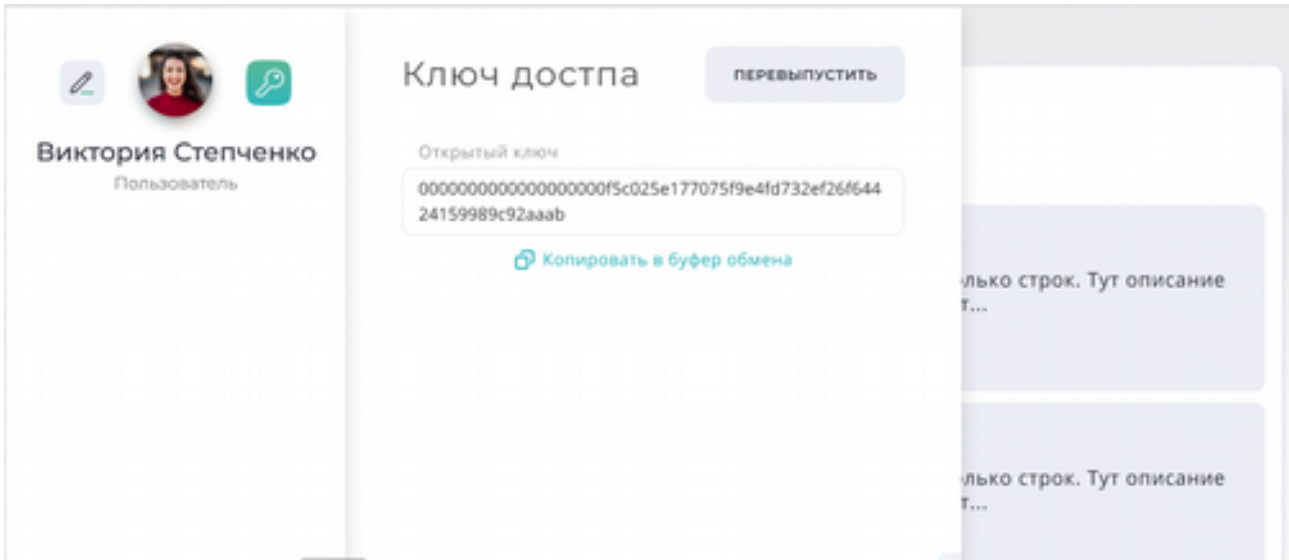 Виктория Степченко
Пользователь
Ключ достпа
ПЕРЕВЫПУСТИТЬ
Открытый ключ
0000000000000000000f5c025e177075f9e4fd732ef26f644
24159989c92aaab
Копировать в буфер обмена
лько строк. Тут описание
т...
лько строк. Тут описание
т...